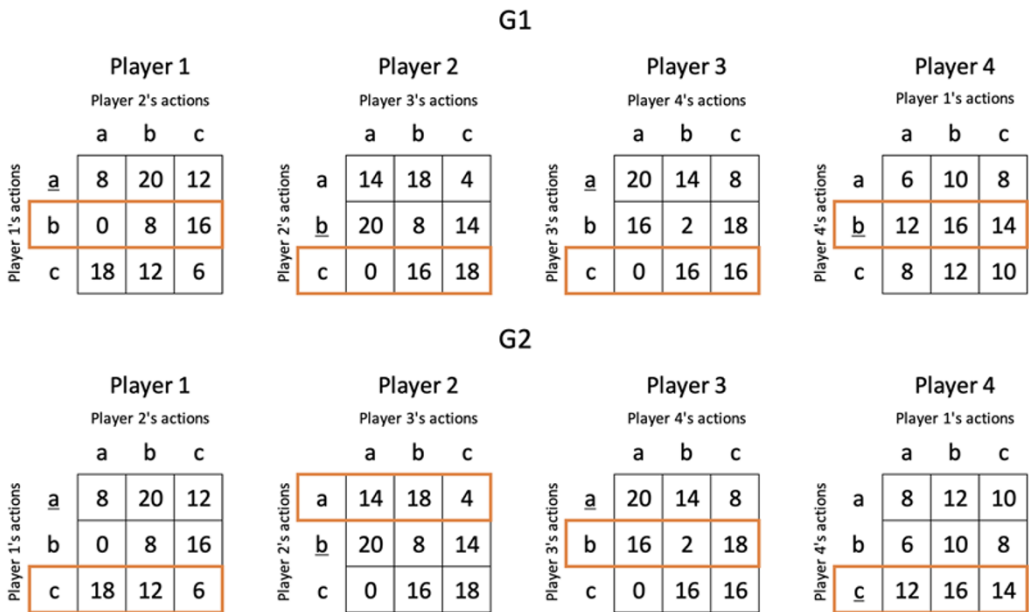 G1
Player 1 Player 2 Player 3 Player 4
Player 2's actions Player 3's actions Player 4's actions Player 1's actions
a b c a b c a b c a b c
Player 1's actions Player 2's actions Player 3's actions Player 4's actions
a 8 20 12 a 14 18 4 a 20 14 8 a 6 10 8
b 0 8 16 b 20 8 14 b 16 2 18 b 12 16 14
c 18 12 6 c 0 16 18 c 0 16 16 c 8 12 10
G2
Player 1 Player 2 Player 3 Player 4
Player 2's actions Player 3's actions Player 4's actions Player 1's actions
a b c a b c a b c a b c
Player 1's actions Player 2's actions Player 3's actions Player 4's actions
a 8 20 12 a 14 18 4 a 20 14 8 a 8 12 10
b 0 8 16 b 20 8 14 b 16 2 18 b 6 10 8
c 18 12 6 c 0 16 18 c 0 16 16 c 12 16 14